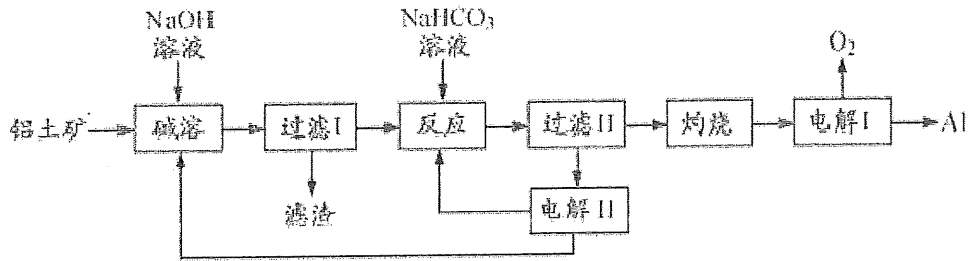 NaOH
溶液
NaHCO₃
溶液
O₂
铝土矿
碱溶
过滤Ⅰ
反应
过滤Ⅱ
灼烧
电解Ⅰ
Al
滤渣
电解Ⅱ